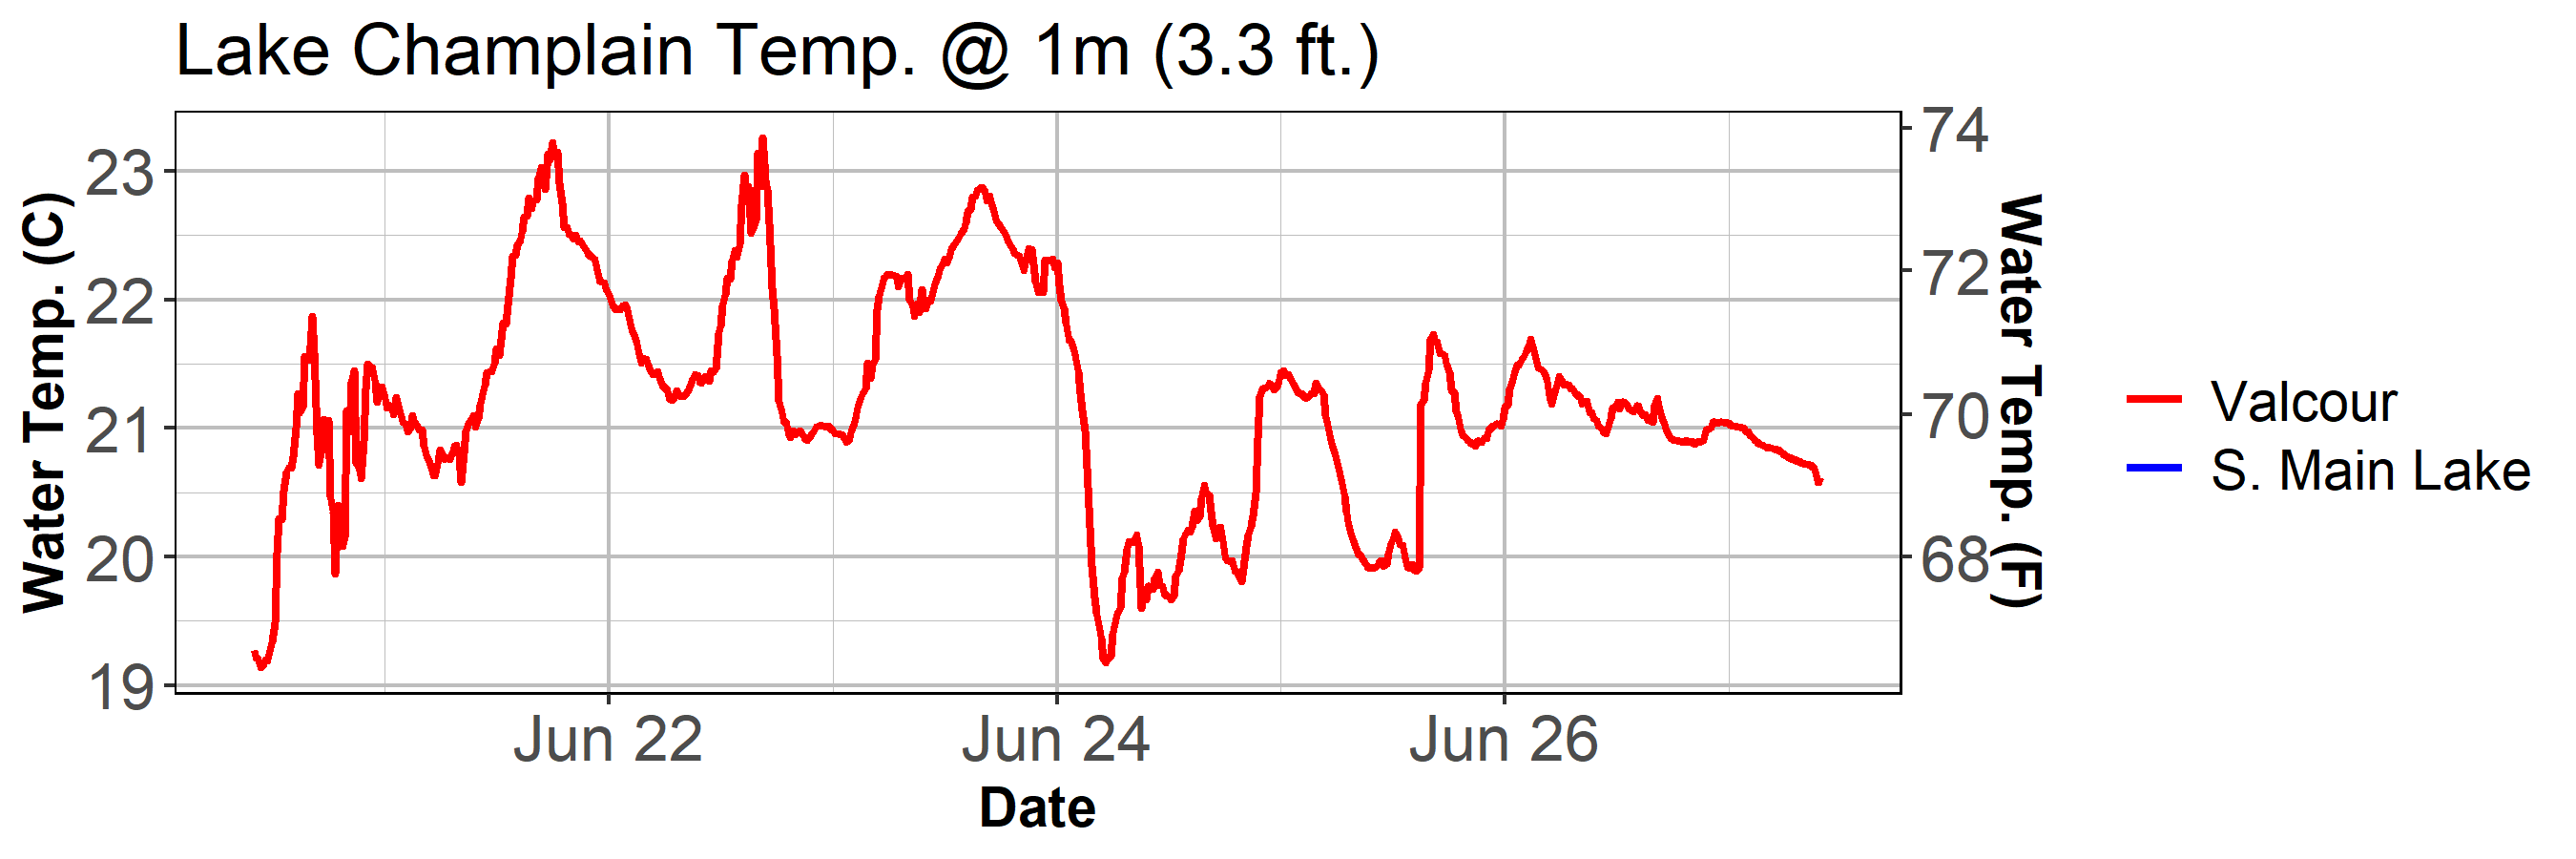 Lake Champlain Temp. @ 1m (3.3 ft.)
Water Temp. (C)
23
22
21
20
19
74
72
70
68
Water Temp. (F)
Jun 22
Jun 24
Jun 26
Date
Valcour
S. Main Lake